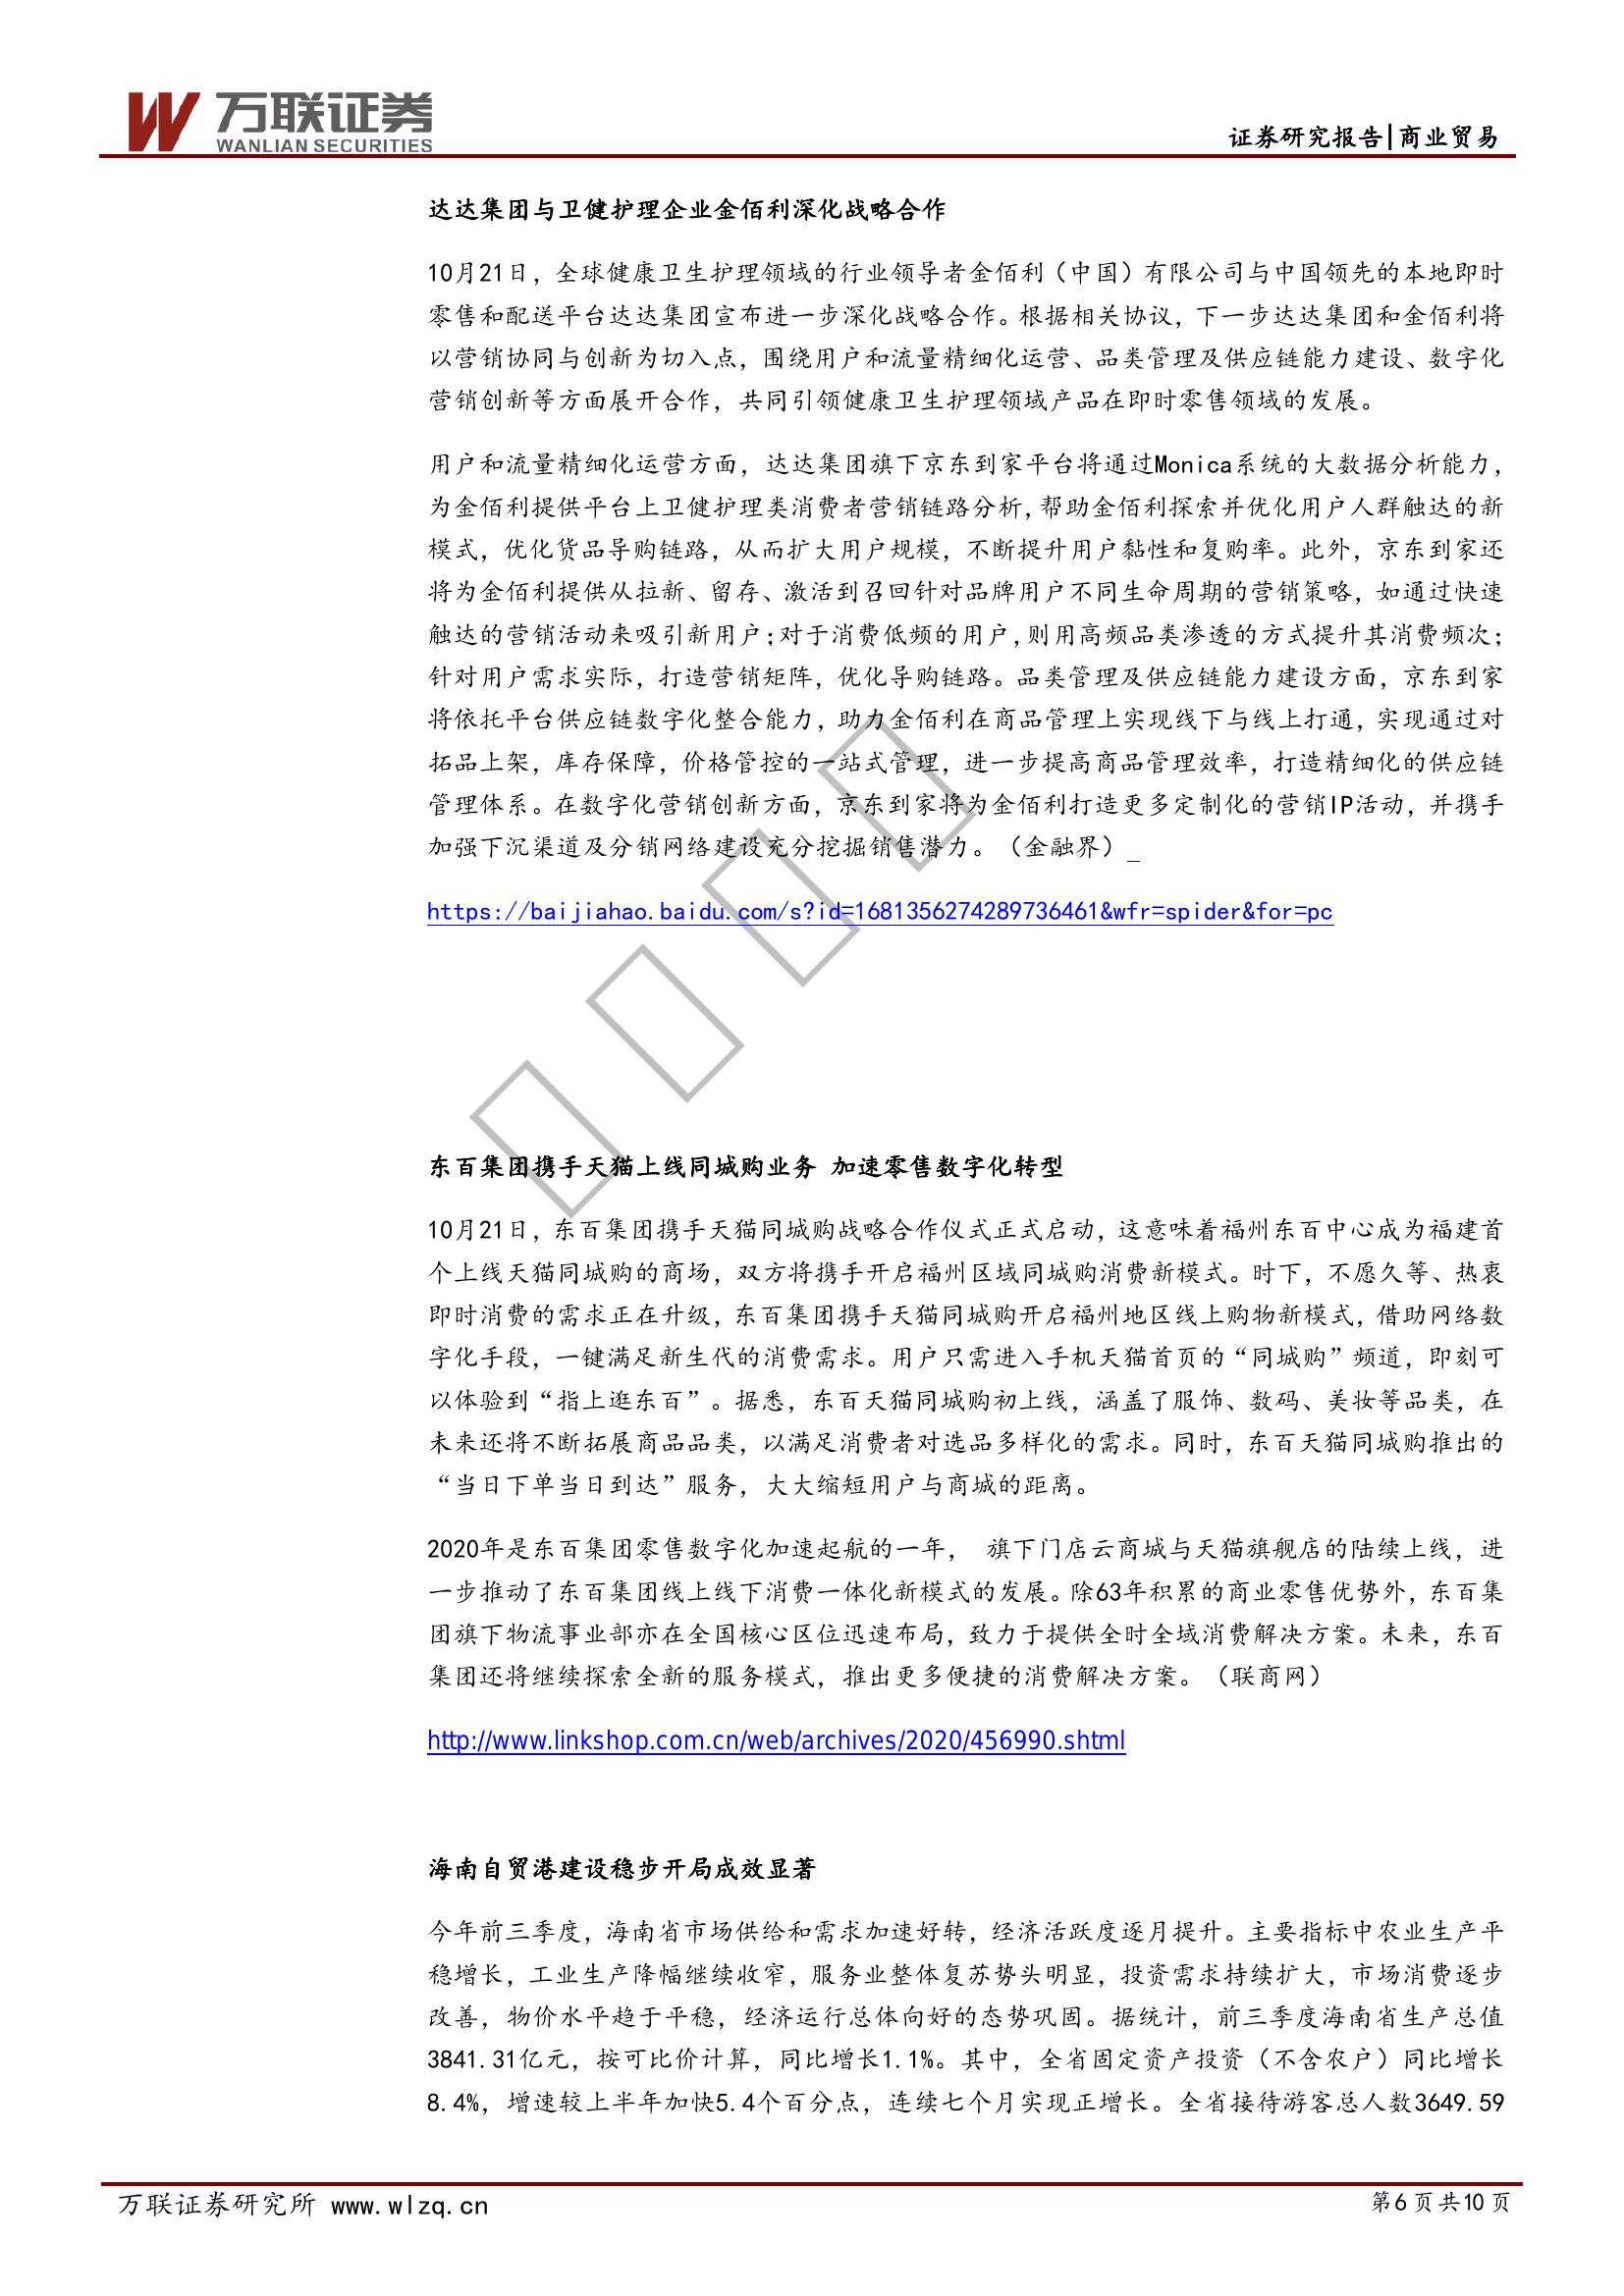 万联证券
WANLIAN SECURITIES
证券研究报告|商业贸易
达达集团与卫健护理企业金佰利深化战略合作
10月21日，全球健康卫生护理领域的行业领导者金佰利（中国）有限公司与中国领先的本地即时
零售和配送平台达达集团宣布进一步深化战略合作。根据相关协议，下一步达达集团和金佰利将
以营销协同与创新为切入点，围绕用户和流量精细化运营、品类管理及供应链能力建设、数字化
营销创新等方面展开合作，共同引领健康卫生护理领域产品在即时零售领域的发展。
用户和流量精细化运营方面，达达集团旗下京东到家平台将通过Monica系统的大数据分析能力，
为金佰利提供平台上卫健护理类消费者营销链路分析，帮助金佰利探索并优化用户人群触达的新
模式，优化货品导购链路，从而扩大用户规模，不断提升用户黏性和复购率。此外，京东到家还
将为金佰利提供从拉新、留存、激活到召回针对品牌用户不同生命周期的营销策略，如通过快速
触达的营销活动来吸引新用户；对于消费低频的用户，则用高频品类渗透的方式提升其消费频次；
针对用户需求实际，打造营销矩阵，优化导购链路。品类管理及供应链能力建设方面，京东到家
将依托平台供应链数字化整合能力，助力金佰利在商品管理上实现线下与线上打通，实现通过对
拓品上架，库存保障，价格管控的一站式管理，进一步提高商品管理效率，打造精细化的供应链
管理体系。在数字化营销创新方面，京东到家将为金佰利打造更多定制化的营销IP活动，并携手
加强下沉渠道及分销网络建设充分挖掘销售潜力。（金融界）
https://baijiahao.baidu.com/s?id=1681356274289736461&wfr=spider&for=pc
东百集团携手天猫上线同城购业务 加速零售数字化转型
10月21日，东百集团携手天猫同城购战略合作仪式正式启动，这意味着福州东百中心成为福建首
个上线天猫同城购的商场，双方将携手开启福州区域同城购消费新模式。时下，不愿久等、热衷
即时消费的需求正在升级，东百集团携手天猫同城购开启福州地区线上购物新模式，借助网络数
字化手段，一键满足新生代的消费需求。用户只需进入手机天猫首页的“同城购”频道，即刻可
以体验到“指上逛东百”。据悉，东百天猫同城购初上线，涵盖了服饰、数码、美妆等品类，在
未来还将不断拓展商品品类，以满足消费者对选品多样化的需求。同时，东百天猫同城购推出的
“当日下单当日到达”服务，大大缩短用户与商城的距离。
2020年是东百集团零售数字化加速起航的一年， 旗下门店云商城与天猫旗舰店的陆续上线，进
一步推动了东百集团线上线下消费一体化新模式的发展。除63年积累的商业零售优势外，东百集
团旗下物流事业部亦在全国核心区位迅速布局，致力于提供全时全域消费解决方案。未来，东百
集团还将继续探索全新的服务模式，推出更多便捷的消费解决方案。（联商网）
http://www.linkshop.com.cn/web/archives/2020/456990.shtml
海南自贸港建设稳步开局成效显著
今年前三季度，海南省市场供给和需求加速好转，经济活跃度逐月提升。主要指标中农业生产平
稳增长，工业生产降幅继续收窄，服务业整体复苏势头明显，投资需求持续扩大，市场消费逐步
改善，物价水平趋于平稳，经济运行总体向好的态势巩固。据统计，前三季度海南省生产总值
3841.31亿元，按可比价计算，同比增长1.1%。其中，全省固定资产投资（不含农户）同比增长
8.4%，增速较上半年加快5.4个百分点，连续七个月实现正增长。全省接待游客总人数3649.59
万联证券研究所 www.wlzq.cn
第6页共10页